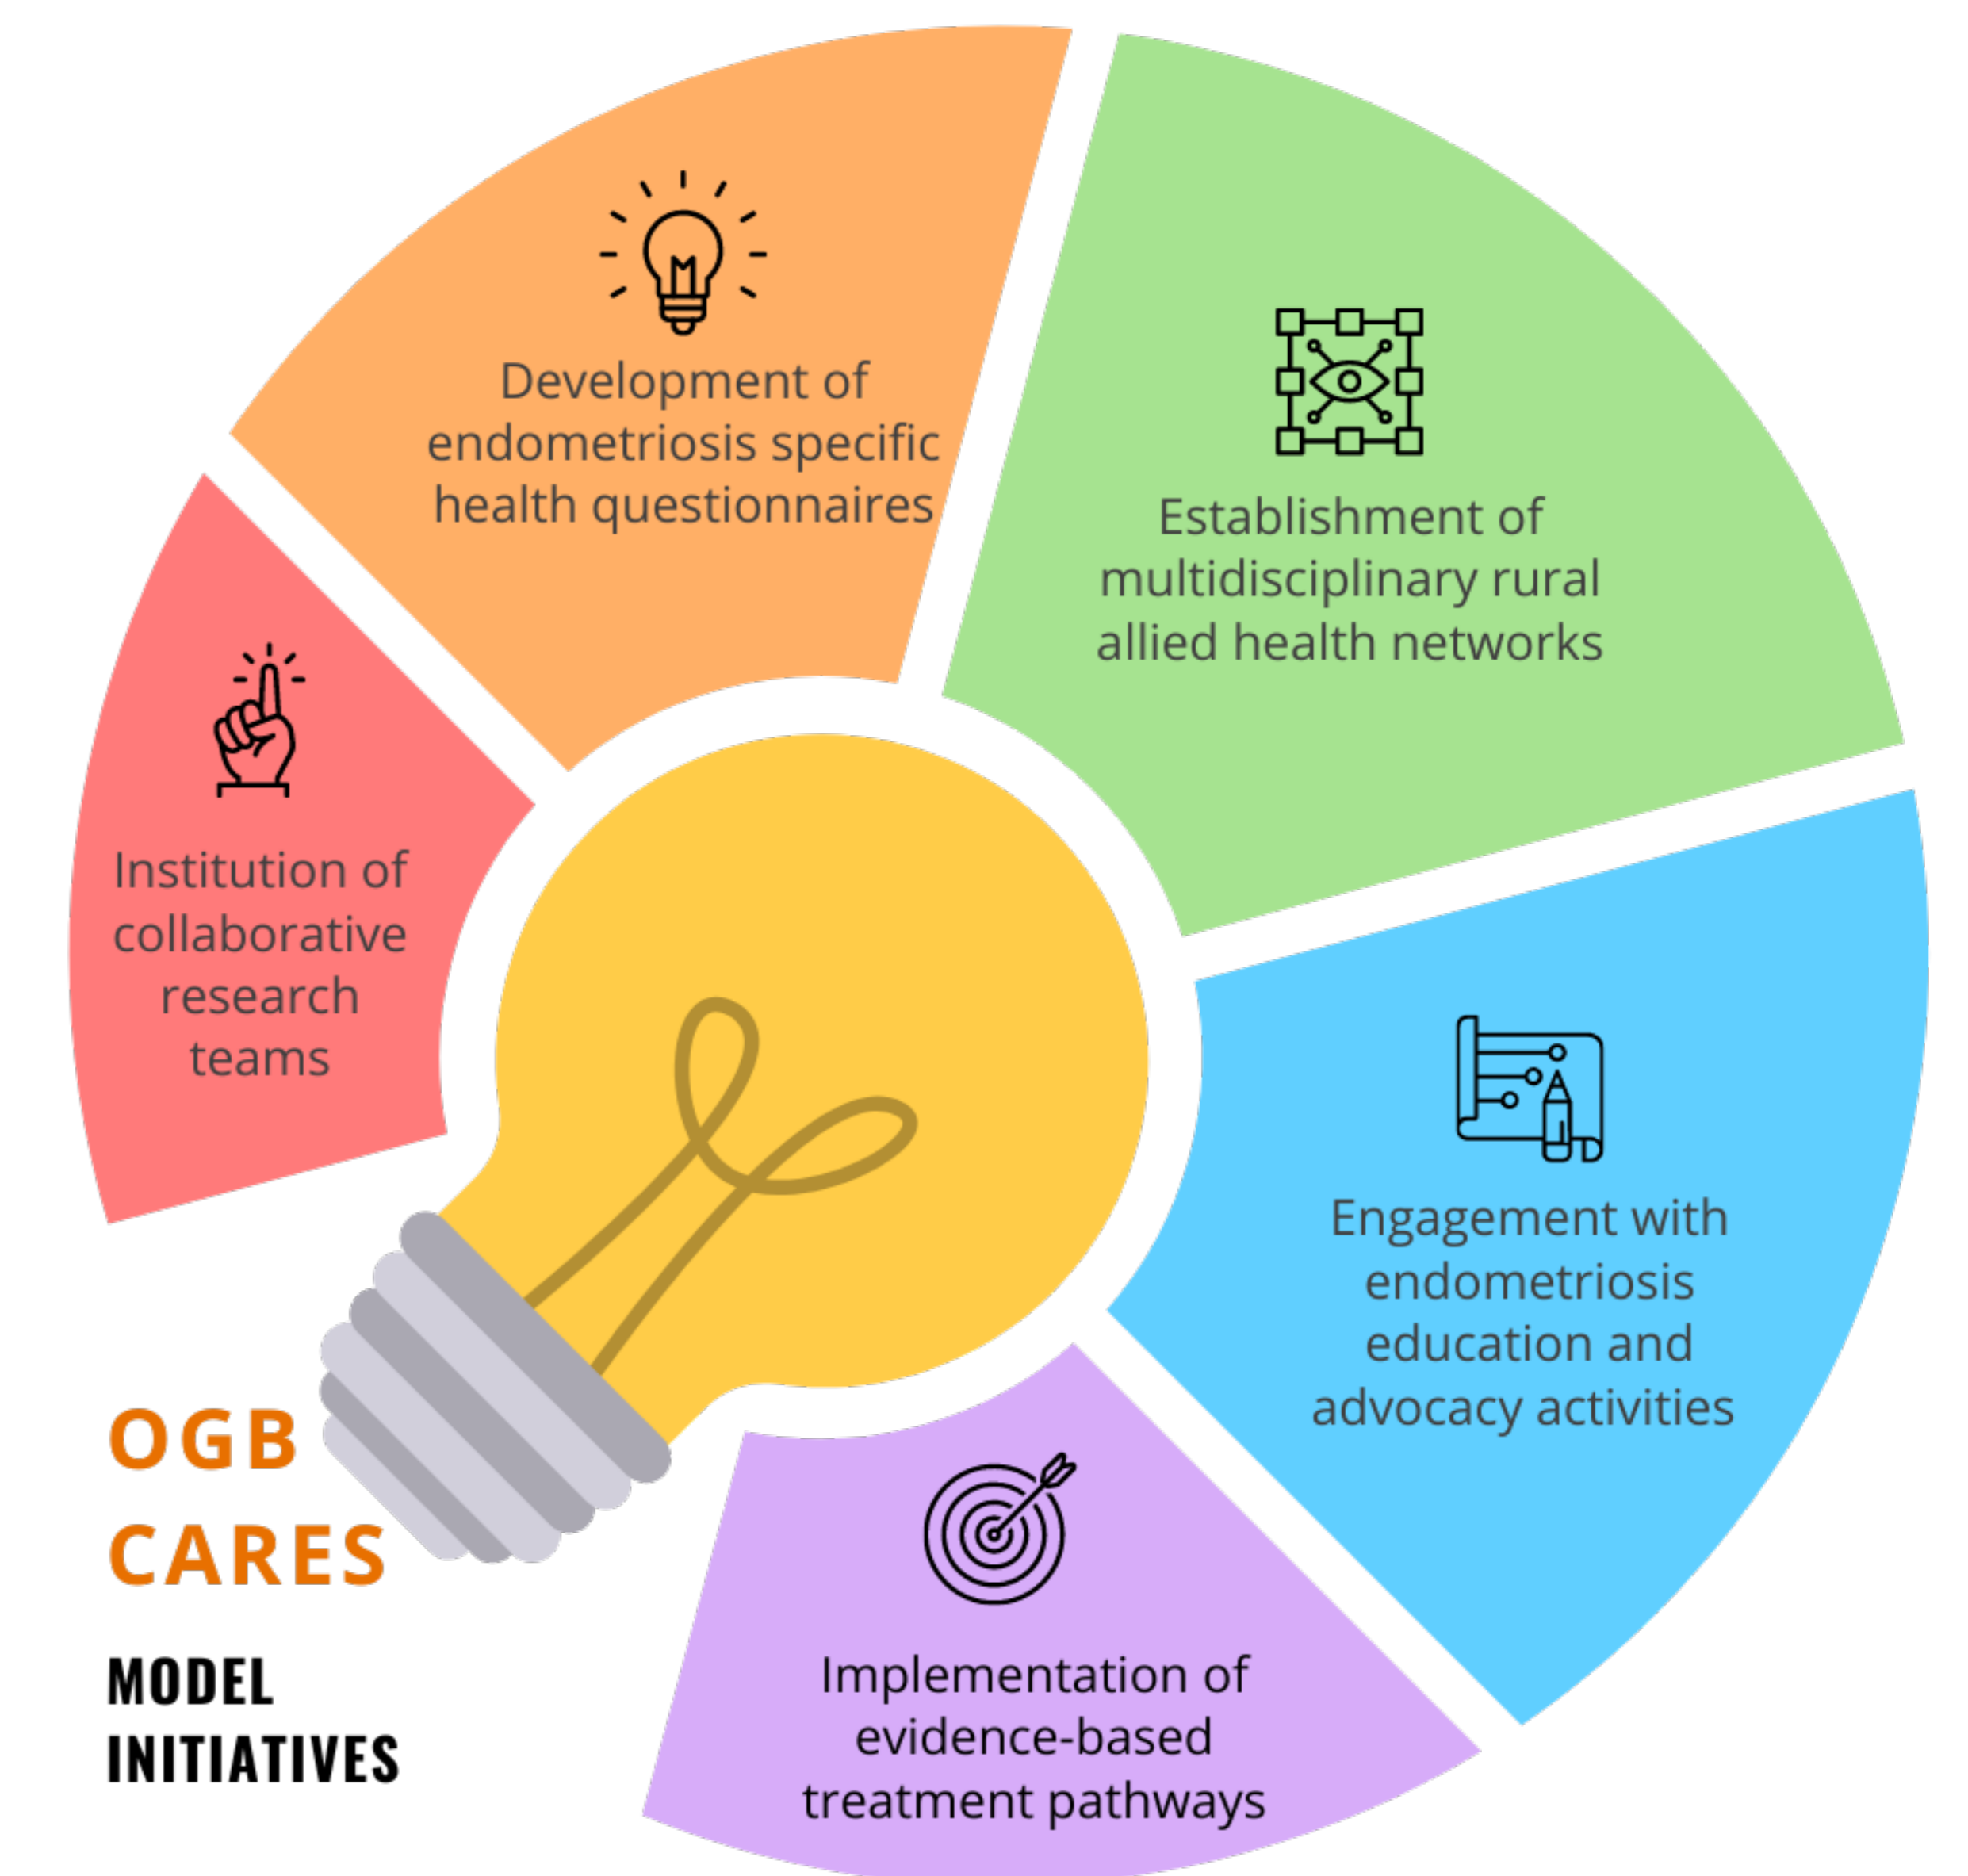 Development of
endometriosis specific
health questionnaires
Establishment of
multidisciplinary rural
allied health networks
Institution of
collaborative
research
teams
Engagement with
endometriosis
education and
advocacy activities
Implementation of
evidence-based
treatment pathways
OGB
CARES
MODEL
INITIATIVES